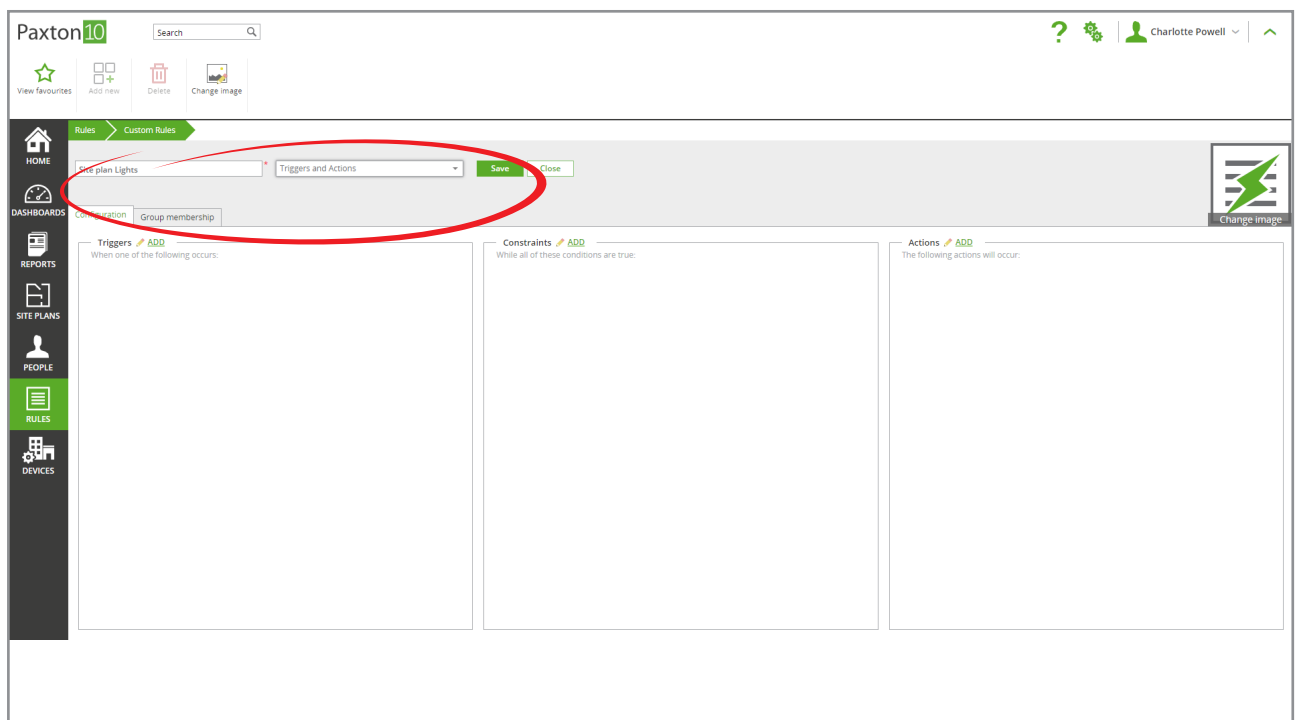 Paxton 10
Search
Charlotte Powell
View favourites
Add new
Delete
Change image
Rules
Custom Rules
HOME
Site plan Lights
*
Triggers and Actions
Save
Close
Change image
DASHBOARDS
Configuration
Group membership
REPORTS
SITE PLANS
PEOPLE
RULES
DEVICES
Triggers ADD
When one of the following occurs:
Constraints ADD
While all of these conditions are true:
Actions ADD
The following actions will occur: